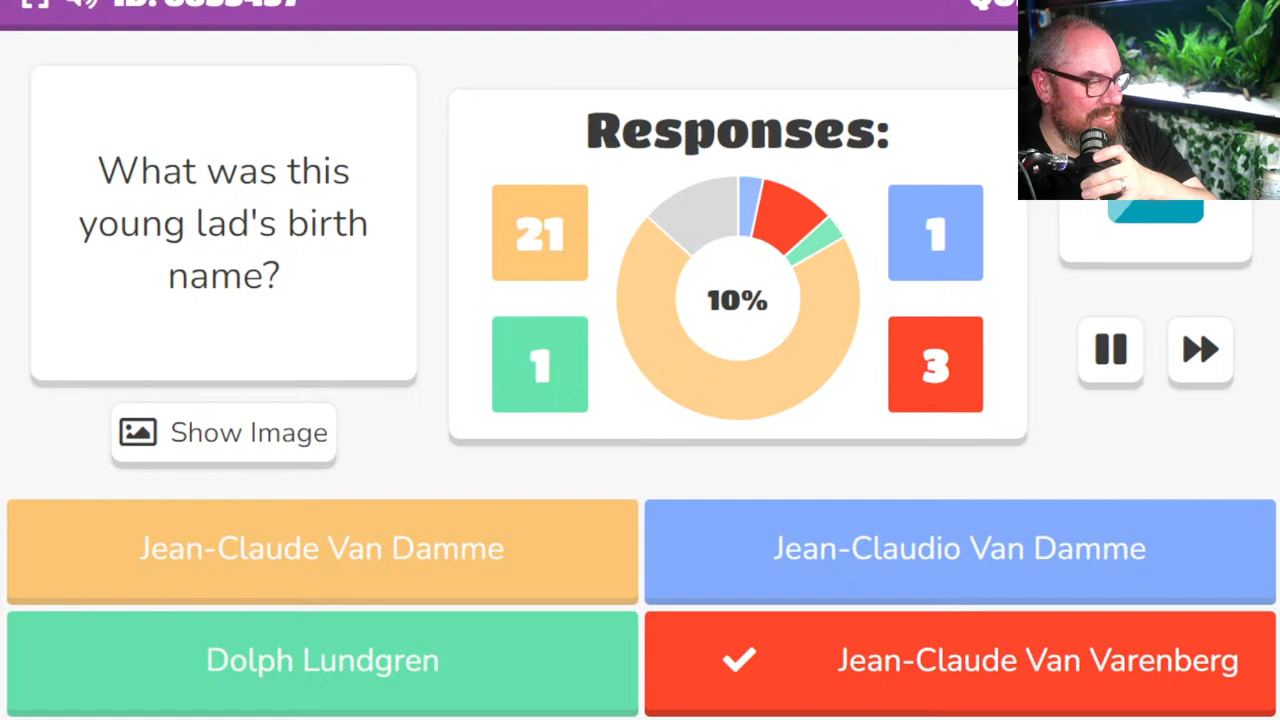 What was this
young lad's birth
name?
Show Image
Responses:
21
1
10%
1
3
Jean-Claude Van Damme
Jean-Claudio Van Damme
Dolph Lundgren
Jean-Claude Van Varenberg